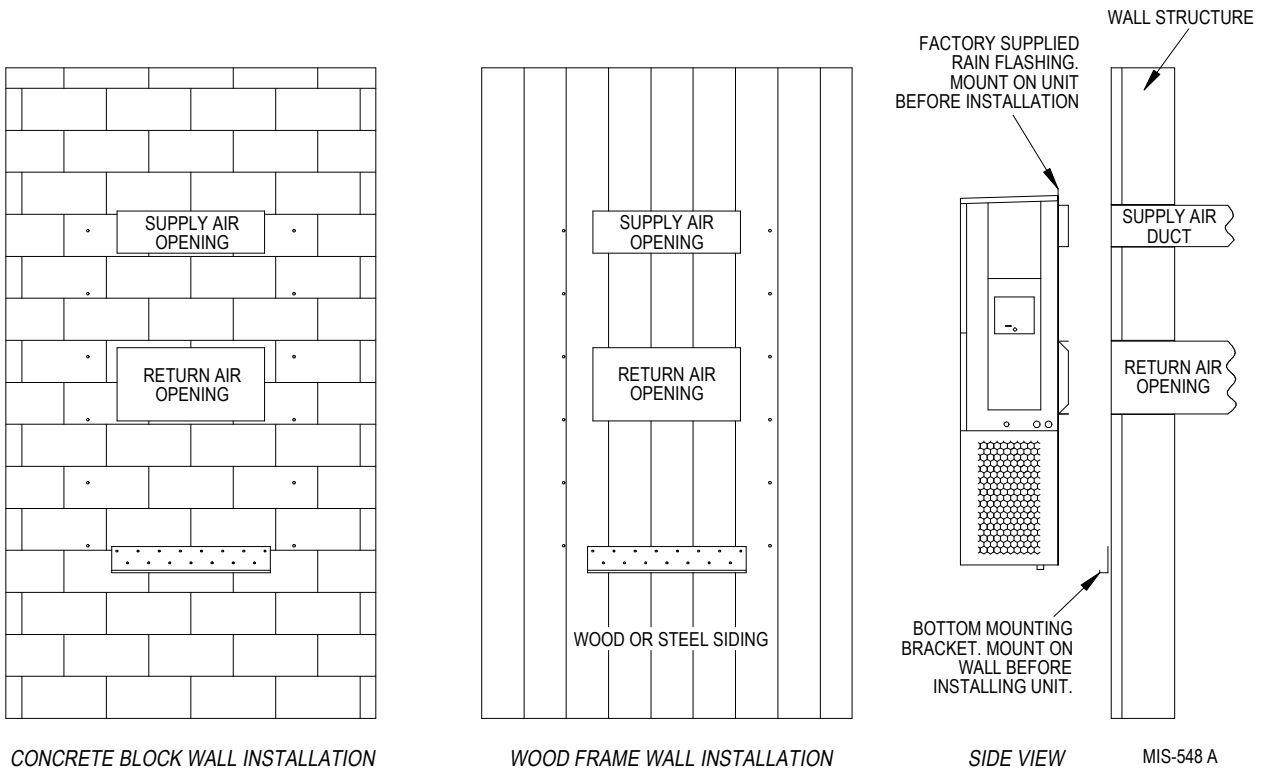 WALL STRUCTURE
FACTORY SUPPLIED
RAIN FLASHING.
MOUNT ON UNIT
BEFORE INSTALLATION
SUPPLY AIR
OPENING
SUPPLY AIR
OPENING
SUPPLY AIR
DUCT
RETURN AIR
OPENING
RETURN AIR
OPENING
RETURN AIR
OPENING
WOOD OR STEEL SIDING
BOTTOM MOUNTING
BRACKET. MOUNT ON
WALL BEFORE
INSTALLING UNIT.
CONCRETE BLOCK WALL INSTALLATION
WOOD FRAME WALL INSTALLATION
SIDE VIEW
MIS-548 A